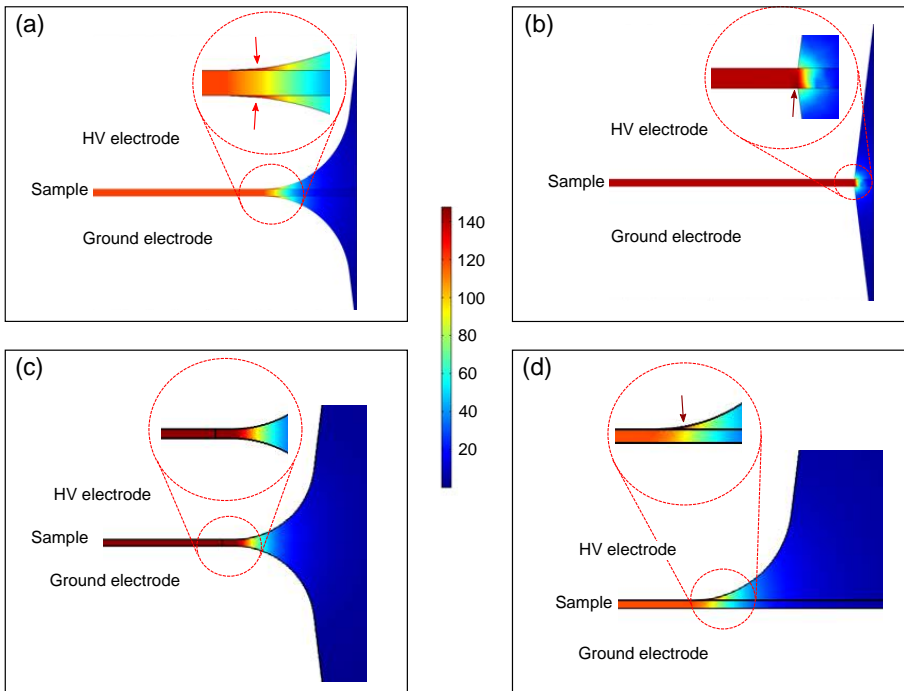 (a)
HV electrode
Sample
Ground electrode
(b)
HV electrode
Sample
Ground electrode
140
120
100
80
60
40
20
(c)
HV electrode
Sample
Ground electrode
(d)
HV electrode
Sample
Ground electrode